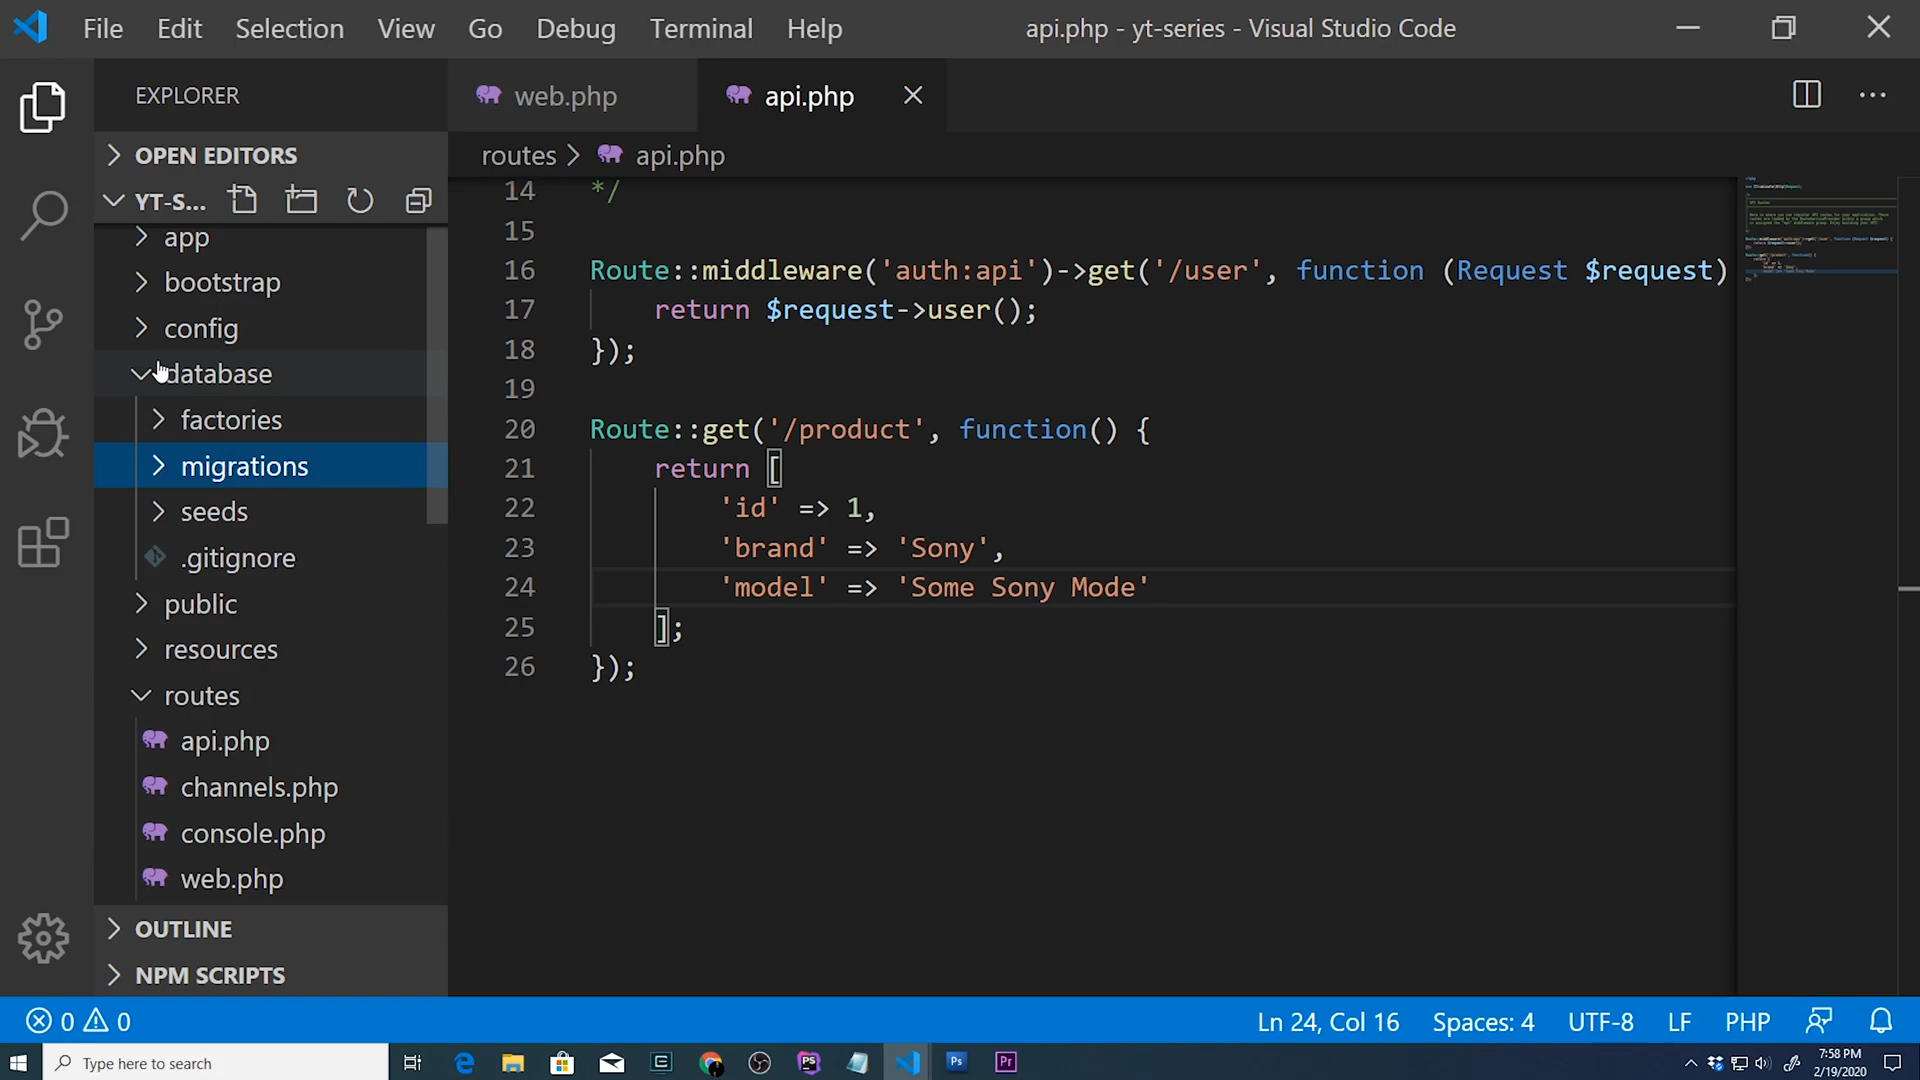 File Edit Selection View Go Debug Terminal Help
api.php - yt-series - Visual Studio Code
EXPLORER
web.php
api.php
OPEN EDITORS
YT-S...
app
bootstrap
config
database
factories
migrations
seeds
.gitignore
public
resources
routes
api.php
channels.php
console.php
web.php
OUTLINE
NPM SCRIPTS
routes > api.php
14 */
15
16 Route::middleware('auth:api')->get('/user', function (Request $request)
17 return $request->user();
18 });
19
20 Route::get('/product', function() {
21 return [
22 'id' => 1,
23 'brand' => 'Sony',
24 'model' => 'Some Sony Mode'
25 ];
26 });
0 0
Ln 24, Col 16 Spaces: 4 UTF-8 LF PHP
Type here to search
PS
Ps
Pr
7:58 PM
2/19/2020